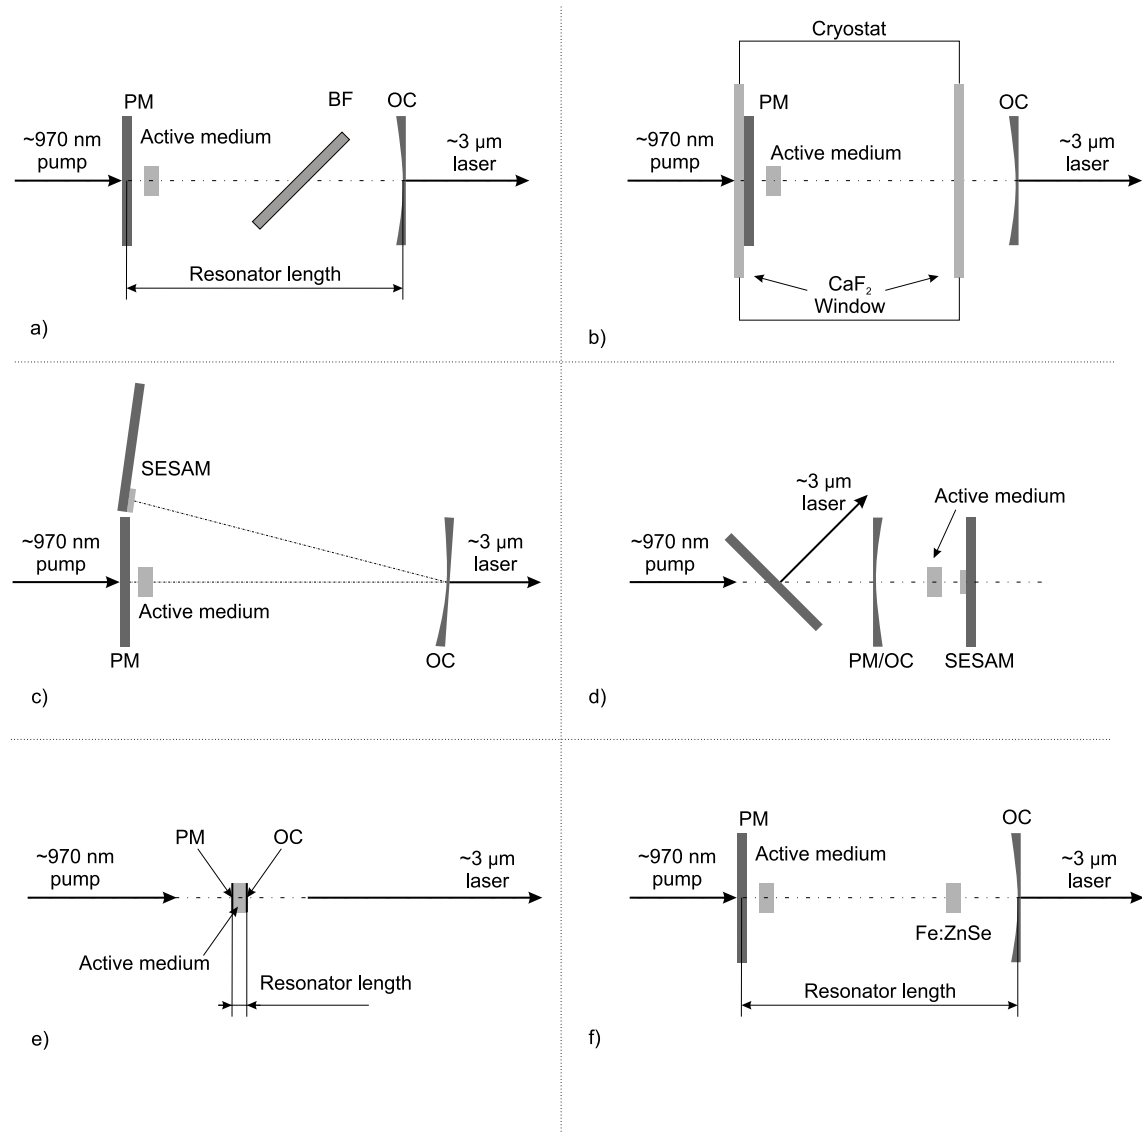 PM
Active medium
BF
OC
~970 nm
pump
~3 µm
laser
Resonator length
a)
Cryostat
PM
Active medium
OC
~970 nm
pump
~3 µm
laser
CaF₂
Window
b)
SESAM
~970 nm
pump
~3 µm
laser
Active medium
PM
OC
c)
~3 µm
laser
Active medium
~970 nm
pump
PM/OC
SESAM
d)
PM
OC
~970 nm
pump
~3 µm
laser
Active medium
Resonator length
e)
PM
OC
~970 nm
pump
Active medium
~3 µm
laser
Fe:ZnSe
Resonator length
f)